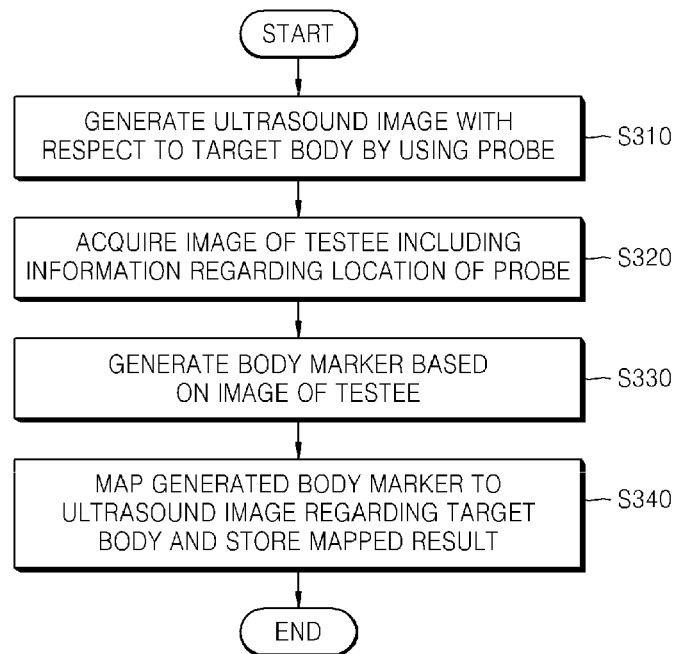 START
GENERATE ULTRASOUND IMAGE WITH
RESPECT TO TARGET BODY BY USING PROBE
S310
ACQUIRE IMAGE OF TESTEE INCLUDING
INFORMATION REGARDING LOCATION OF PROBE
S320
GENERATE BODY MARKER BASED
ON IMAGE OF TESTEE
S330
MAP GENERATED BODY MARKER TO
ULTRASOUND IMAGE REGARDING TARGET
BODY AND STORE MAPPED RESULT
S340
END